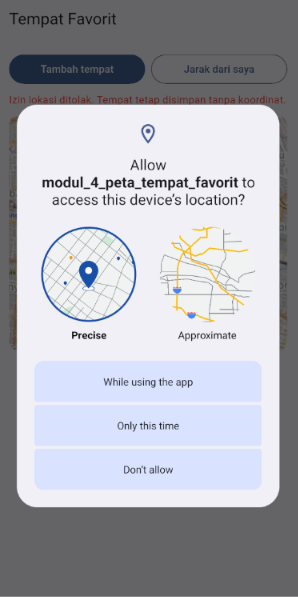 Tempat Favorit
Tambah tempat
Jarak dari saya
Izin lokasi ditolak. Tempat tetap disimpan tanpa koordinat.
Allow
modul_4_peta_tempat_favorit to
access this device's location?
Precise
Approximate
While using the app
Only this time
Don't allow